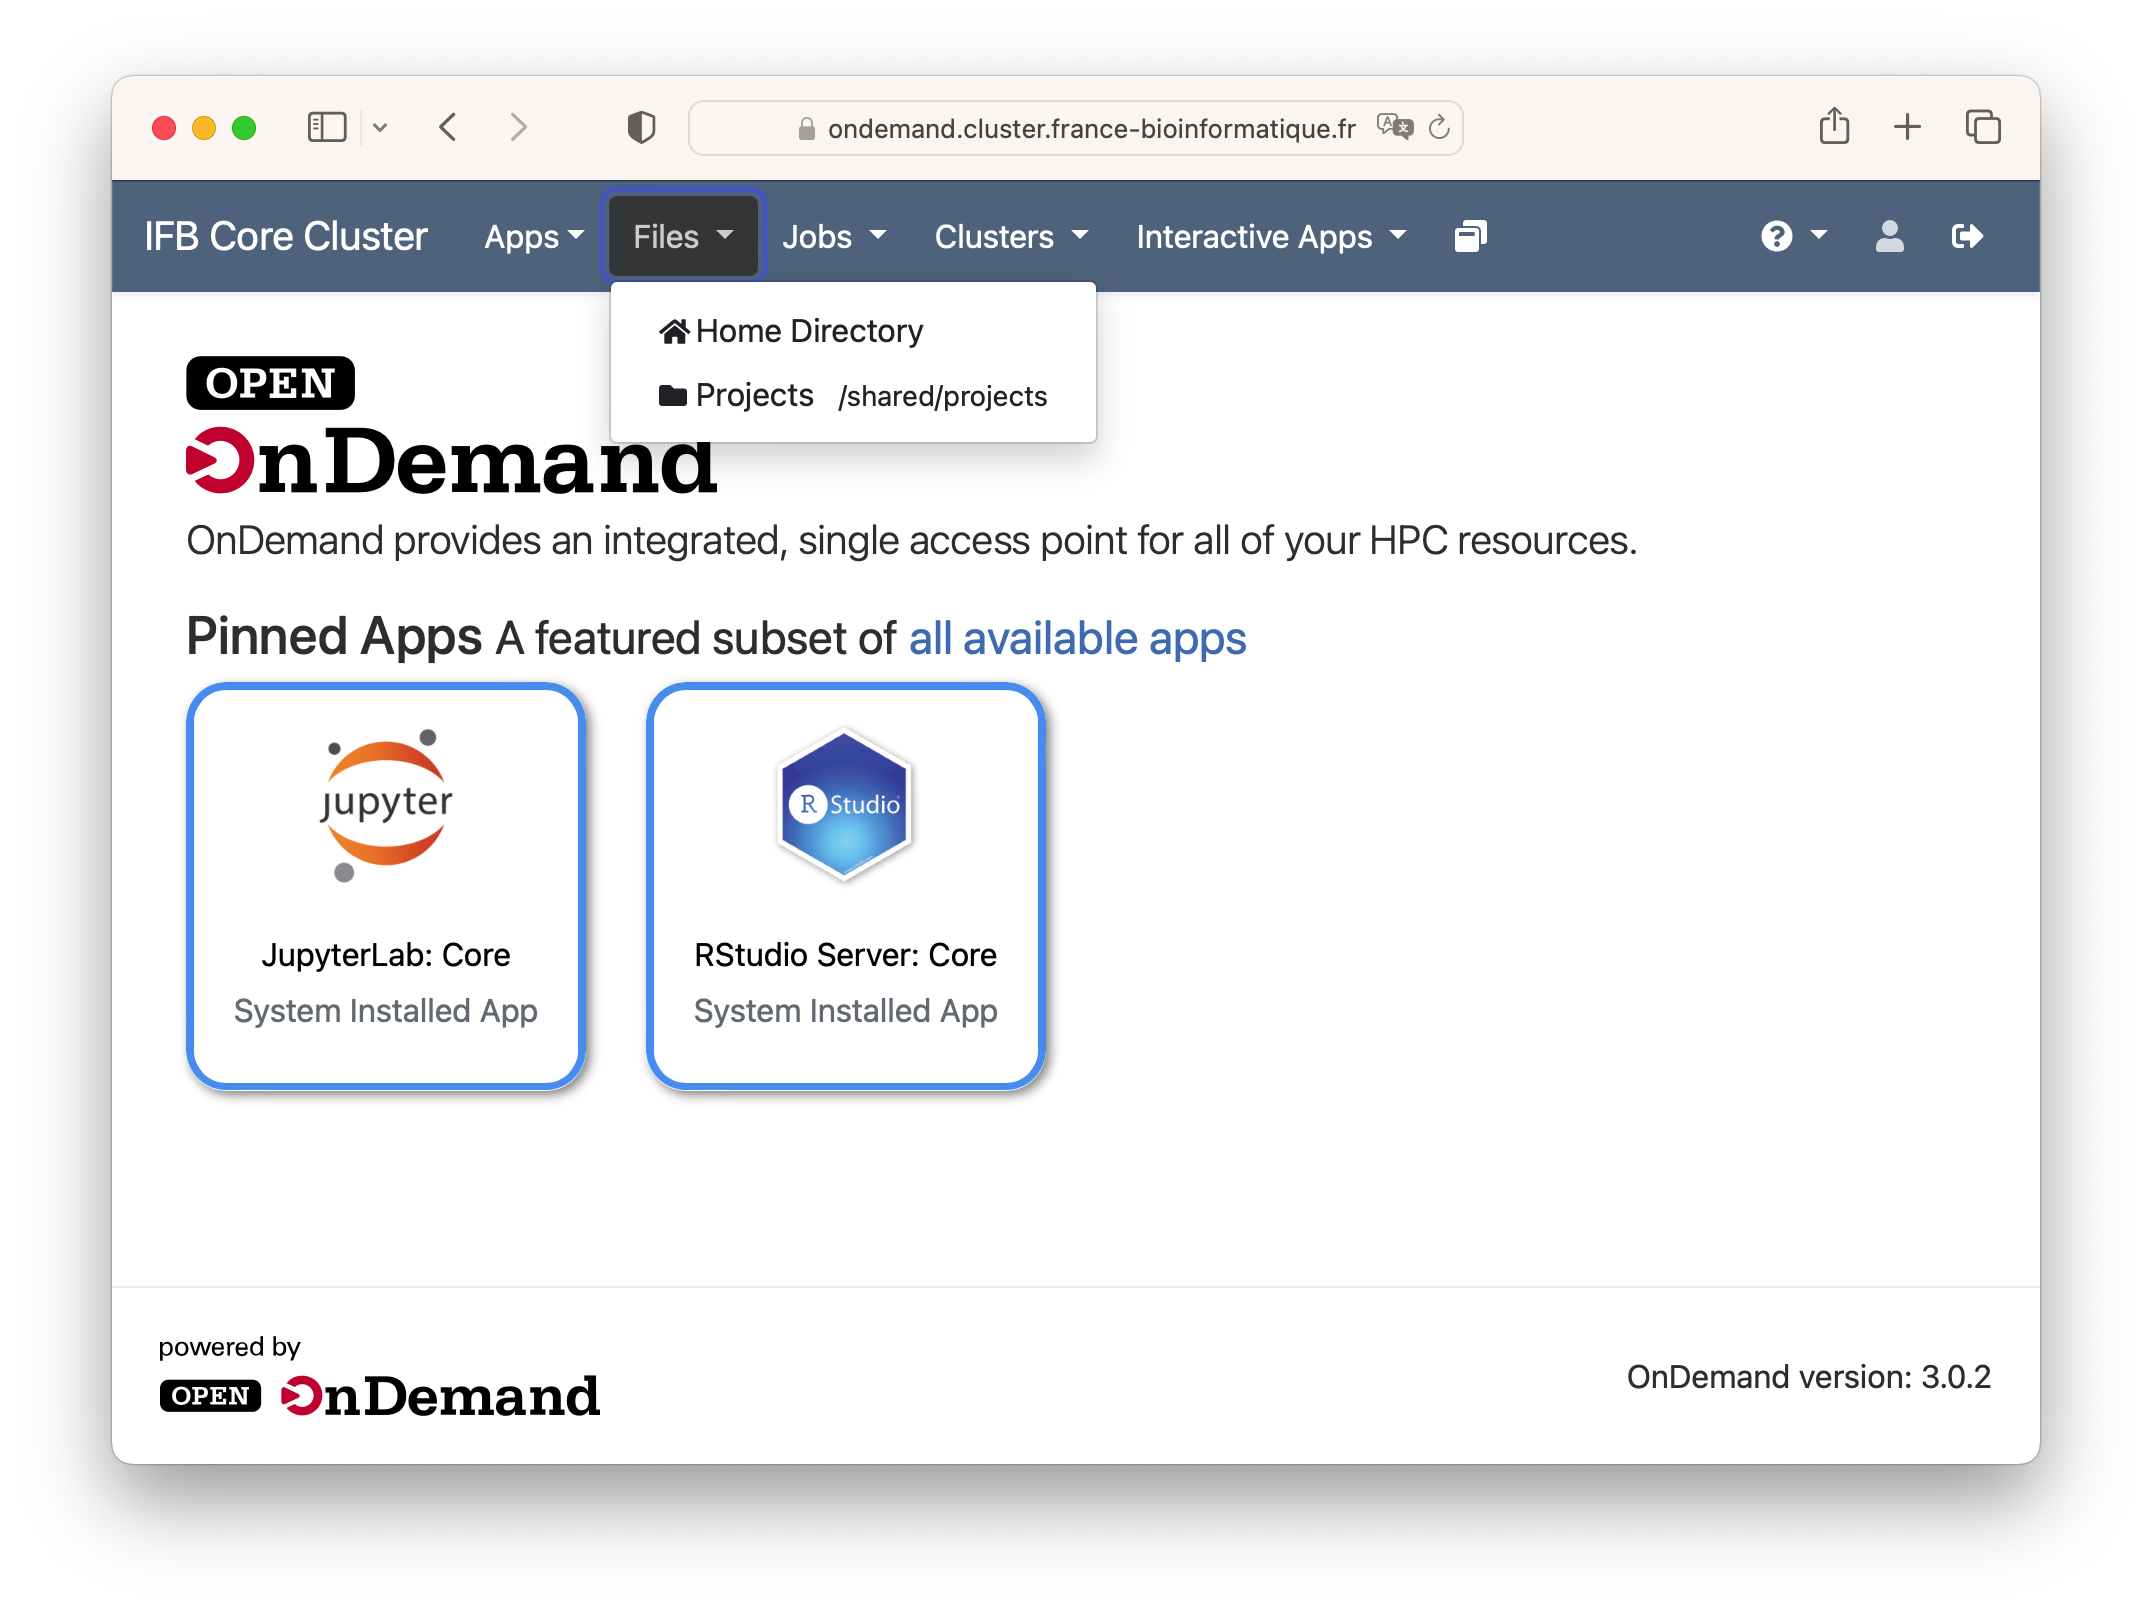 ondemand.cluster.france-bioinformatique.fr
IFB Core Cluster Apps Files Jobs Clusters Interactive Apps
Home Directory
Projects /shared/projects
OPEN
OnDemand
OnDemand provides an integrated, single access point for all of your HPC resources.
Pinned Apps A featured subset of all available apps
jupyter
R Studio
JupyterLab: Core
System Installed App
RStudio Server: Core
System Installed App
powered by
OPEN OnDemand
OnDemand version: 3.0.2